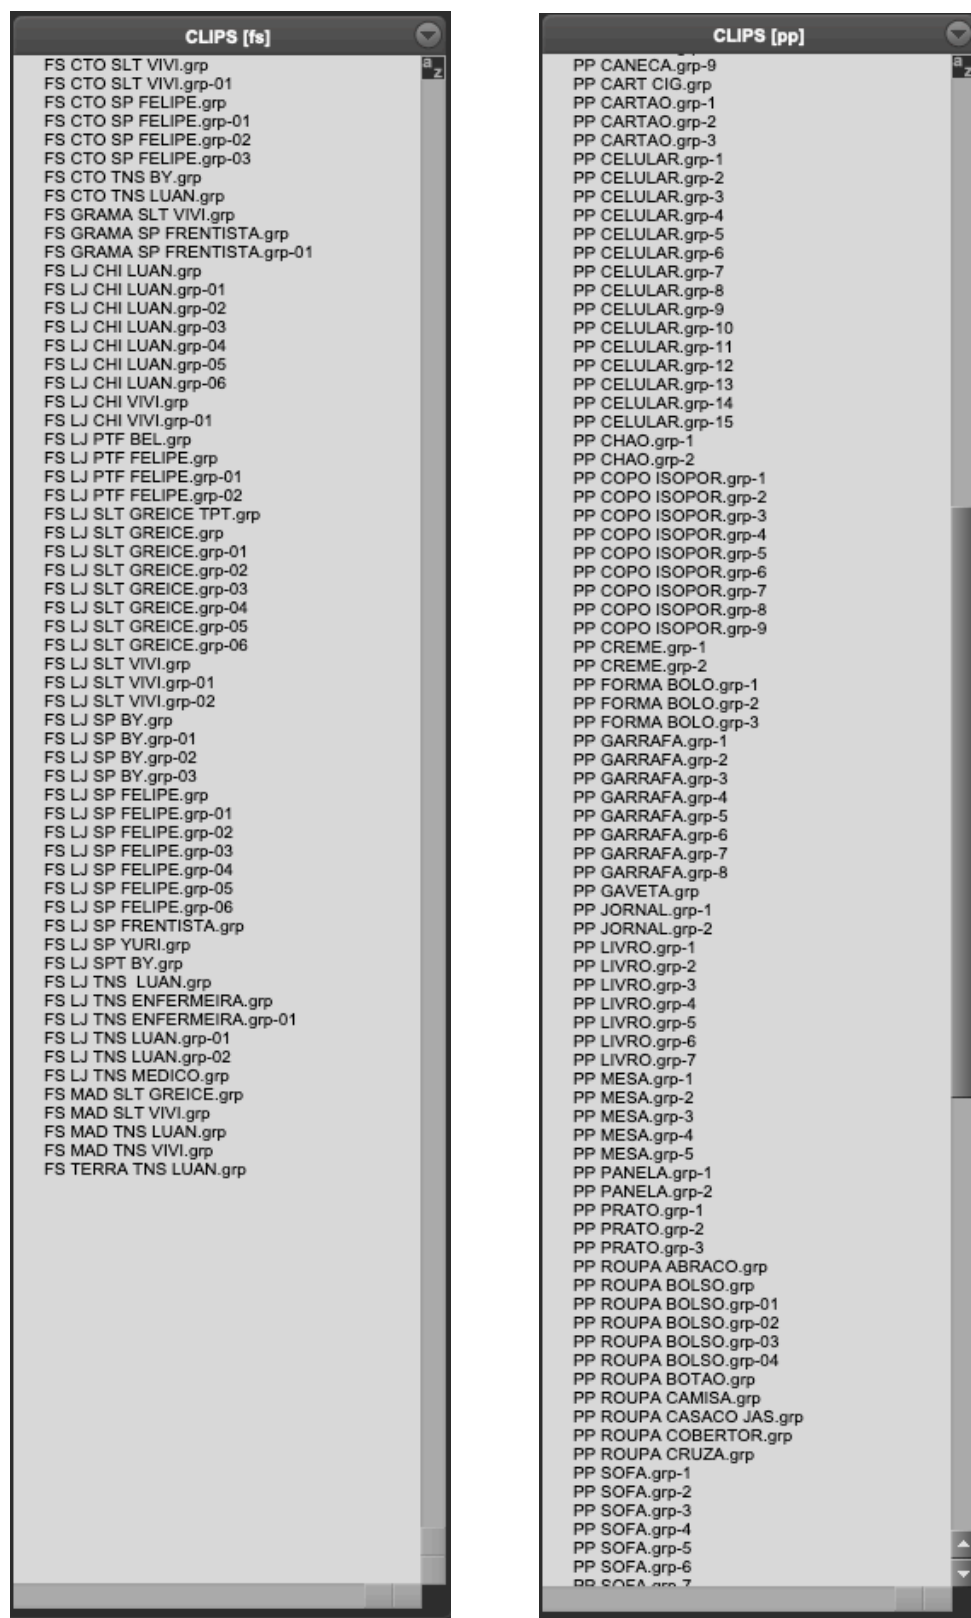 CLIPS [fs]
FS CTO SLT VIVI.grp
FS CTO SLT VIVI.grp-01
FS CTO SP FELIPE.grp
FS CTO SP FELIPE.grp-01
FS CTO SP FELIPE.grp-02
FS CTO SP FELIPE.grp-03
FS CTO TNS BY.grp
FS CTO TNS LUAN.grp
FS GRAMA SLT VIVI.grp
FS GRAMA SP FRENTISTA.grp
FS GRAMA SP FRENTISTA.grp-01
FS LJ CHI LUAN.grp
FS LJ CHI LUAN.grp-01
FS LJ CHI LUAN.grp-02
FS LJ CHI LUAN.grp-03
FS LJ CHI LUAN.grp-04
FS LJ CHI LUAN.grp-05
FS LJ CHI LUAN.grp-06
FS LJ CHI VIVI.grp
FS LJ CHI VIVI.grp-01
FS LJ PTF BEL.grp
FS LJ PTF FELIPE.grp
FS LJ PTF FELIPE.grp-01
FS LJ PTF FELIPE.grp-02
FS LJ SLT GREICE TPT.grp
FS LJ SLT GREICE.grp
FS LJ SLT GREICE.grp-01
FS LJ SLT GREICE.grp-02
FS LJ SLT GREICE.grp-03
FS LJ SLT GREICE.grp-04
FS LJ SLT GREICE.grp-05
FS LJ SLT GREICE.grp-06
FS LJ SLT VIVI.grp
FS LJ SLT VIVI.grp-01
FS LJ SLT VIVI.grp-02
FS LJ SP BY.grp
FS LJ SP BY.grp-01
FS LJ SP BY.grp-02
FS LJ SP BY.grp-03
FS LJ SP FELIPE.grp
FS LJ SP FELIPE.grp-01
FS LJ SP FELIPE.grp-02
FS LJ SP FELIPE.grp-03
FS LJ SP FELIPE.grp-04
FS LJ SP FELIPE.grp-05
FS LJ SP FELIPE.grp-06
FS LJ SP FRENTISTA.grp
FS LJ SP YURI.grp
FS LJ SPT BY.grp
FS LJ TNS  LUAN.grp
FS LJ TNS ENFERMEIRA.grp
FS LJ TNS ENFERMEIRA.grp-01
FS LJ TNS LUAN.grp-01
FS LJ TNS LUAN.grp-02
FS LJ TNS MEDICO.grp
FS MAD SLT GREICE.grp
FS MAD SLT VIVI.grp
FS MAD TNS LUAN.grp
FS MAD TNS VIVI.grp
FS TERRA TNS LUAN.grp
a z
CLIPS [pp]
PP CANECA.grp-9
PP CART CIG.grp
PP CARTAO.grp-1
PP CARTAO.grp-2
PP CARTAO.grp-3
PP CELULAR.grp-1
PP CELULAR.grp-2
PP CELULAR.grp-3
PP CELULAR.grp-4
PP CELULAR.grp-5
PP CELULAR.grp-6
PP CELULAR.grp-7
PP CELULAR.grp-8
PP CELULAR.grp-9
PP CELULAR.grp-10
PP CELULAR.grp-11
PP CELULAR.grp-12
PP CELULAR.grp-13
PP CELULAR.grp-14
PP CELULAR.grp-15
PP CHAO.grp-1
PP CHAO.grp-2
PP COPO ISOPOR.grp-1
PP COPO ISOPOR.grp-2
PP COPO ISOPOR.grp-3
PP COPO ISOPOR.grp-4
PP COPO ISOPOR.grp-5
PP COPO ISOPOR.grp-6
PP COPO ISOPOR.grp-7
PP COPO ISOPOR.grp-8
PP COPO ISOPOR.grp-9
PP CREME.grp-1
PP CREME.grp-2
PP FORMA BOLO.grp-1
PP FORMA BOLO.grp-2
PP FORMA BOLO.grp-3
PP GARRAFA.grp-1
PP GARRAFA.grp-2
PP GARRAFA.grp-3
PP GARRAFA.grp-4
PP GARRAFA.grp-5
PP GARRAFA.grp-6
PP GARRAFA.grp-7
PP GARRAFA.grp-8
PP GAVETA.grp
PP JORNAL.grp-1
PP JORNAL.grp-2
PP LIVRO.grp-1
PP LIVRO.grp-2
PP LIVRO.grp-3
PP LIVRO.grp-4
PP LIVRO.grp-5
PP LIVRO.grp-6
PP LIVRO.grp-7
PP MESA.grp-1
PP MESA.grp-2
PP MESA.grp-3
PP MESA.grp-4
PP MESA.grp-5
PP PANELA.grp-1
PP PANELA.grp-2
PP PRATO.grp-1
PP PRATO.grp-2
PP PRATO.grp-3
PP ROUPA ABRACO.grp
PP ROUPA BOLSO.grp
PP ROUPA BOLSO.grp-01
PP ROUPA BOLSO.grp-02
PP ROUPA BOLSO.grp-03
PP ROUPA BOLSO.grp-04
PP ROUPA BOTAO.grp
PP ROUPA CAMISA.grp
PP ROUPA CASACO JAS.grp
PP ROUPA COBERTOR.grp
PP ROUPA CRUZA.grp
PP SOFA.grp-1
PP SOFA.grp-2
PP SOFA.grp-3
PP SOFA.grp-4
PP SOFA.grp-5
PP SOFA.grp-6
PP SOFA.grp-7
a z